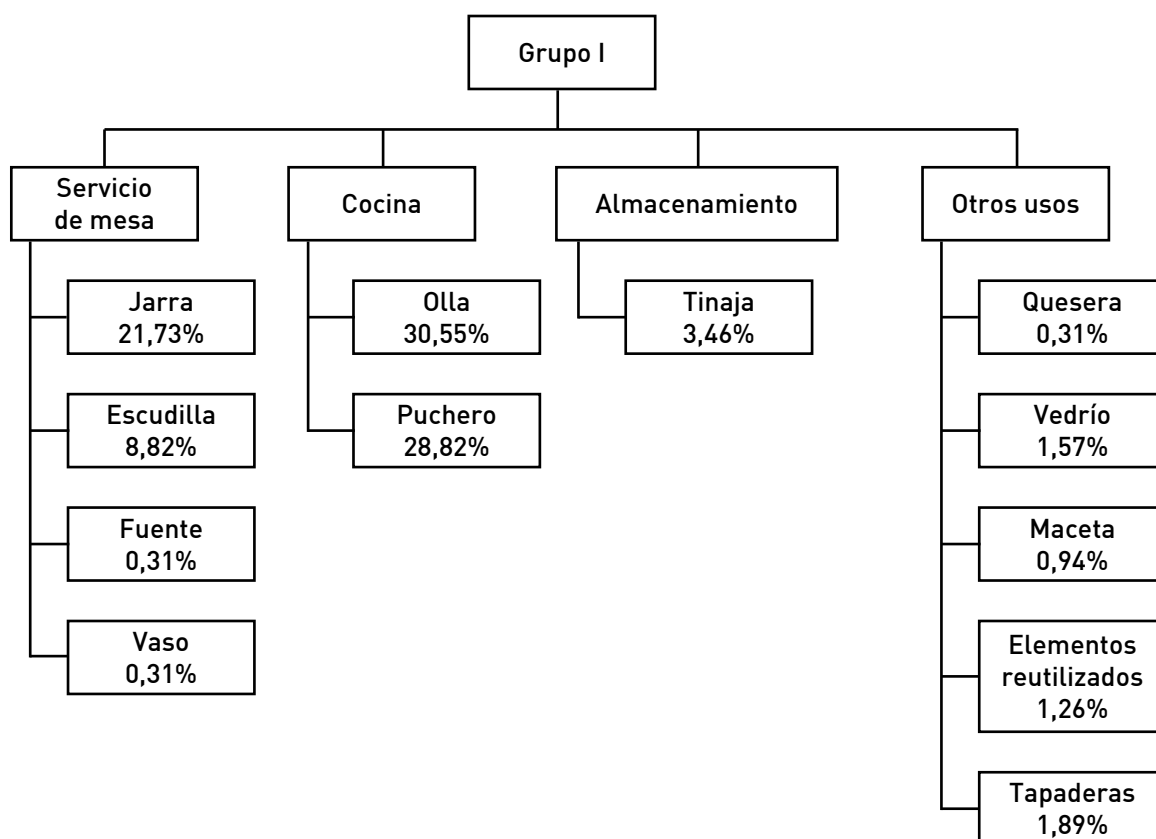 Grupo I
Servicio
de mesa
Jarra
21,73%
Escudilla
8,82%
Fuente
0,31%
Vaso
0,31%
Cocina
Olla
30,55%
Puchero
28,82%
Almacenamiento
Tinaja
3,46%
Otros usos
Quesera
0,31%
Vedrío
1,57%
Maceta
0,94%
Elementos
reutilizados
1,26%
Tapaderas
1,89%